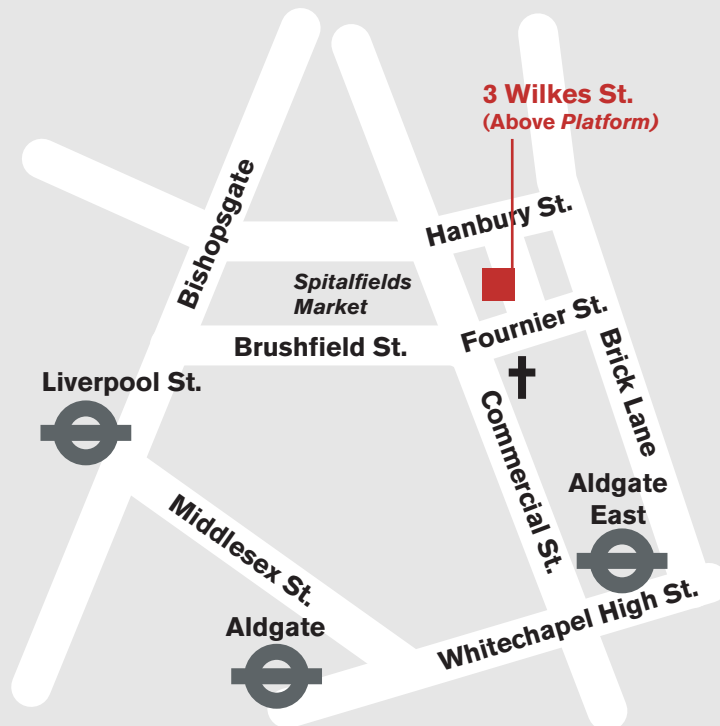 3 Wilkes St.
(Above Platform)
Bishopsgate
Hanbury St.
Spitalfields
Market
Fournier St.
Brushfield St.
Brick Lane
Liverpool St.
Commercial St.
Aldgate
East
Middlesex St.
Whitechapel High St.
Aldgate